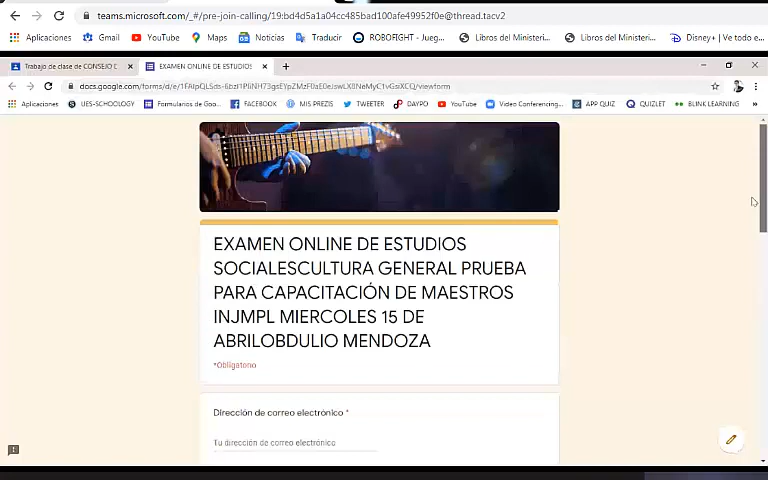 teams.microsoft.com/_#/pre-join-calling/19:bd4d5a1a04cc485bad100afe49952f0e@thread.tacv2
Aplicaciones Gmail YouTube Maps Noticias Traducir ROBOFIGHT - Jueg... Libros del Ministeri... Libros del Ministeri... Disney+ | Ve todo e...
Trabajo de clase de CONSEJO D EXAMEN ONLINE DE ESTUDIOS
Aplicaciones UES-SCHOOLOGY Formularios de Goo... FACEBOOK MIS PREZIS TWEETER DAYPO YouTube Video Conferencing... APP QUIZ QUIZLET BLINK LEARNING
EXAMEN ONLINE DE ESTUDIOS
SOCIALESCULTURA GENERAL PRUEBA
PARA CAPACITACIÓN DE MAESTROS
INJMPL MIERCOLES 15 DE
ABRILOBDULIO MENDOZA
*Obligatorio
Dirección de correo electrónico *
Tu dirección de correo electrónico